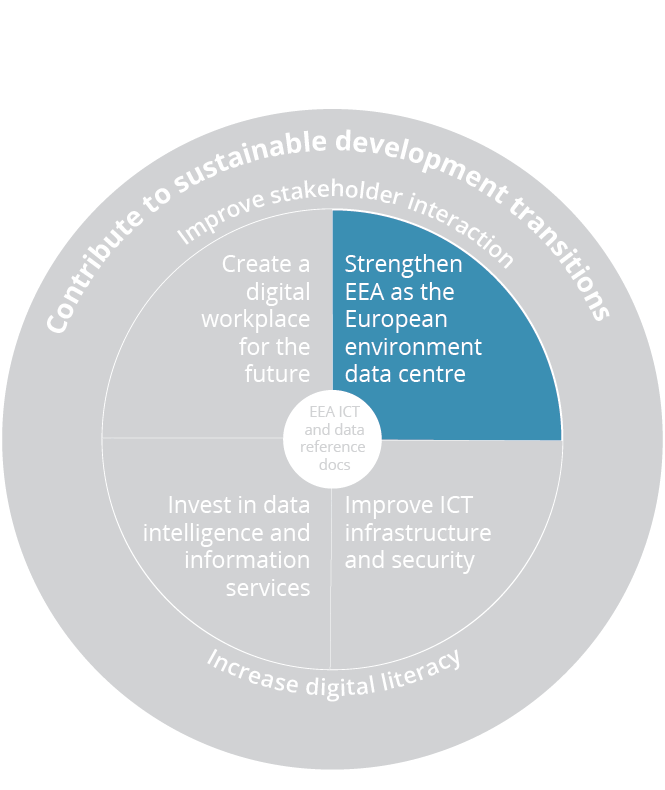 Contribute to sustainable development transitions
Improve stakeholder interaction
Create a
digital
workplace
for the
future
Strengthen
EEA as the
European
environment
data centre
EEA ICT
and data
reference
docs
Invest in data
intelligence and
information
services
Improve ICT
infrastructure
and security
Increase digital literacy